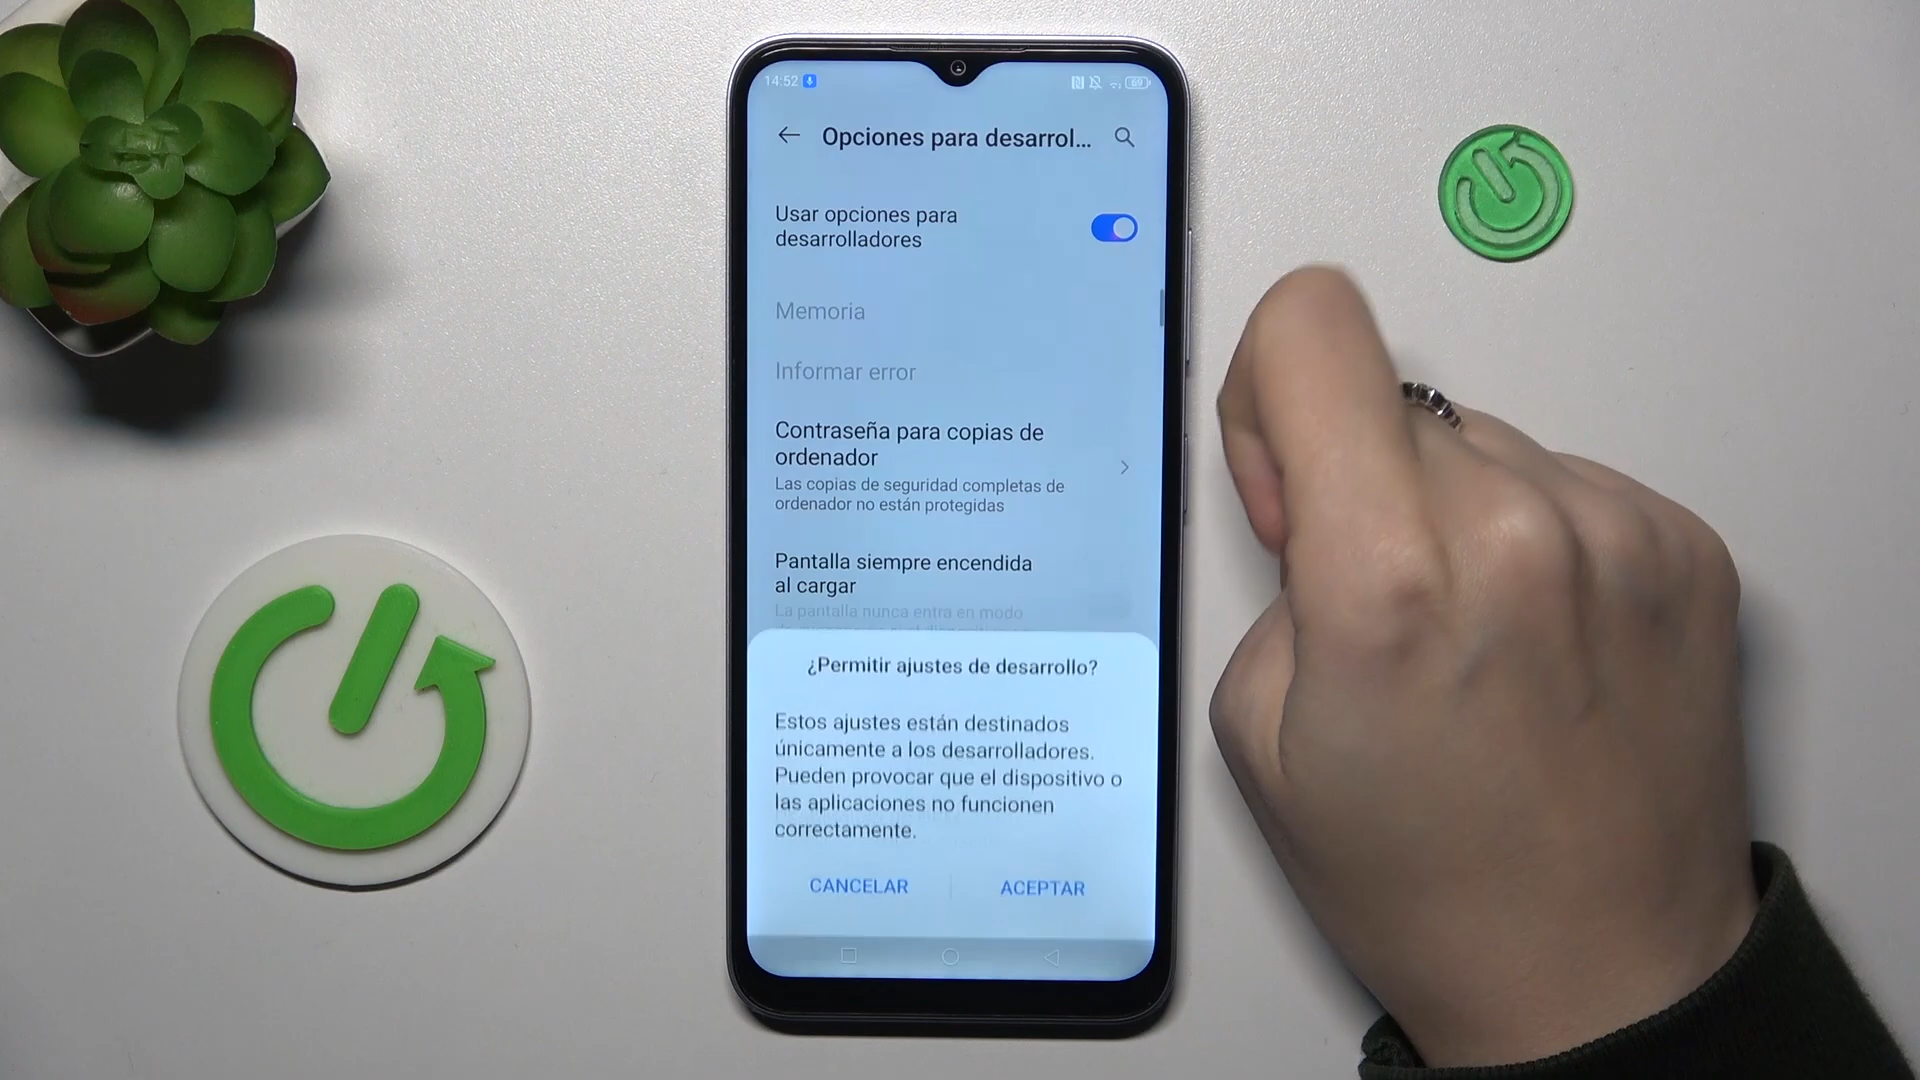 14:52
69
Opciones para desarrol...
Usar opciones para
desarrolladores
Memoria
Informar error
Contraseña para copias de
ordenador
Las copias de seguridad completas de
ordenador no están protegidas
Pantalla siempre encendida
al cargar
La pantalla nunca entra en modo
¿Permitir ajustes de desarrollo?
Estos ajustes están destinados
únicamente a los desarrolladores.
Pueden provocar que el dispositivo o
las aplicaciones no funcionen
correctamente.
CANCELAR
ACEPTAR